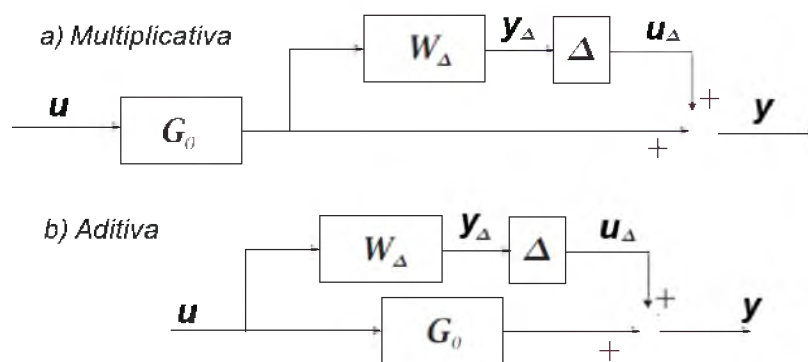 a) Multiplicativa
W_Δ
y_Δ
Δ
u_Δ
+
u
G_0
+
y
b) Aditiva
W_Δ
y_Δ
Δ
u_Δ
+
u
G_0
+
y